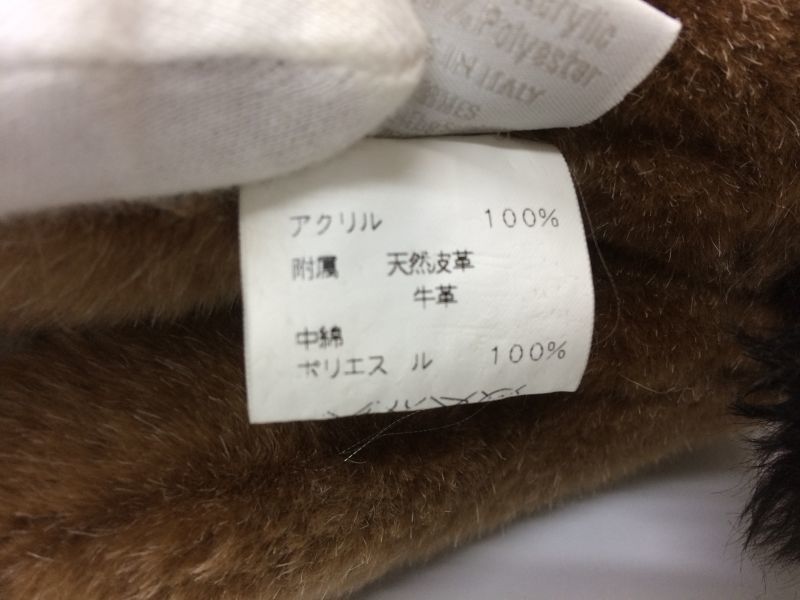 Acrylic
%Polyester
IN ITALY
アクリル 100%
附属 天然皮革
牛革
中綿
ポリエス ル 100%